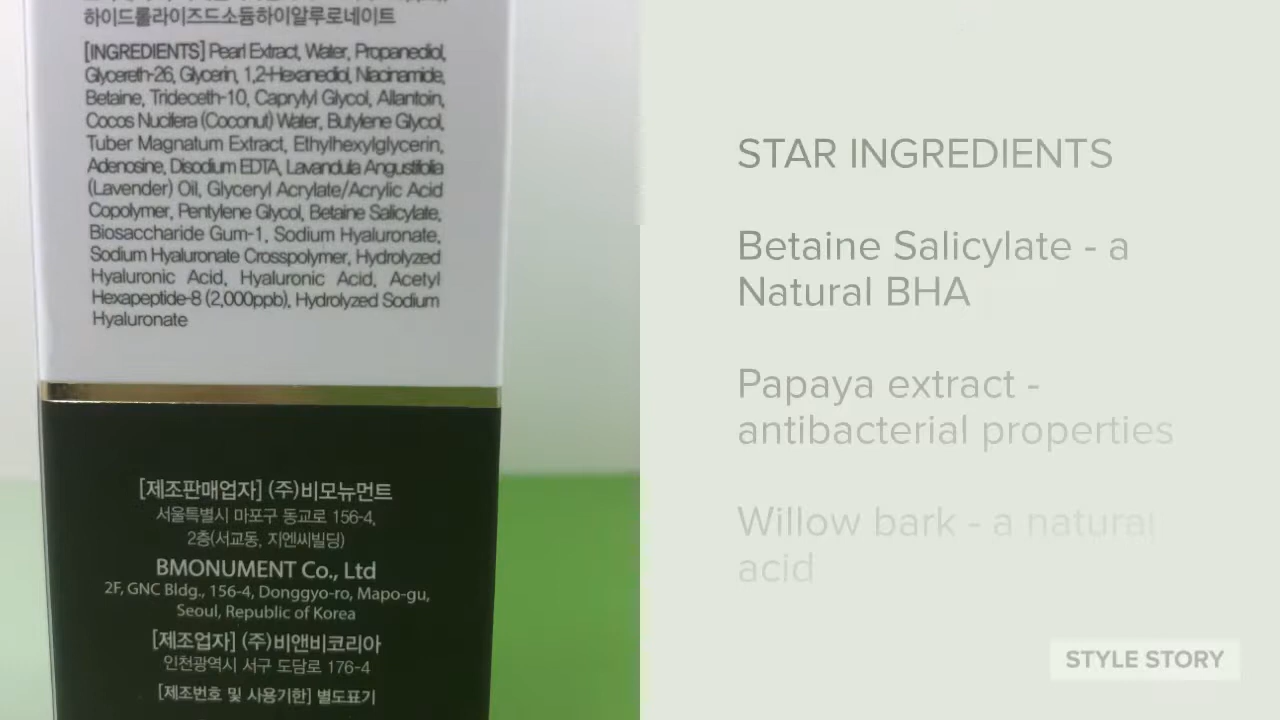 하이드롤라이즈드소듐하이알루로네이트
[INGREDIENTS] Pearl Extract, Water, Propanediol,
Glycereth-26, Glycerin, 1,2-Hexanediol, Niacinamide,
Betaine, Trideceth-10, Caprylyl Glycol, Allantoin,
Cocos Nucifera (Coconut) Water, Butylene Glycol,
Tuber Magnatum Extract, Ethylhexylglycerin,
Adenosine, Disodium EDTA, Lavandula Angustifolia
(Lavender) Oil, Glyceryl Acrylate/Acrylic Acid
Copolymer, Pentylene Glycol, Betaine Salicylate,
Biosaccharide Gum-1, Sodium Hyaluronate,
Sodium Hyaluronate Crosspolymer, Hydrolyzed
Hyaluronic Acid, Hyaluronic Acid, Acetyl
Hexapeptide-8 (2,000ppb), Hydrolyzed Sodium
Hyaluronate
[제조판매업자] (주)비모뉴먼트
서울특별시 마포구 동교로 156-4,
2층(서교동, 지엔씨빌딩)
BMONUMENT Co., Ltd
2F, GNC Bldg., 156-4, Donggyo-ro, Mapo-gu,
Seoul, Republic of Korea
[제조업자] (주)비앤비코리아
인천광역시 서구 도담로 176-4
[제조번호 및 사용기한] 별도표기
STAR INGREDIENTS
Betaine Salicylate - a
Natural BHA
Papaya extract -
antibacterial properties
Willow bark - a natural
acid
STYLE STORY